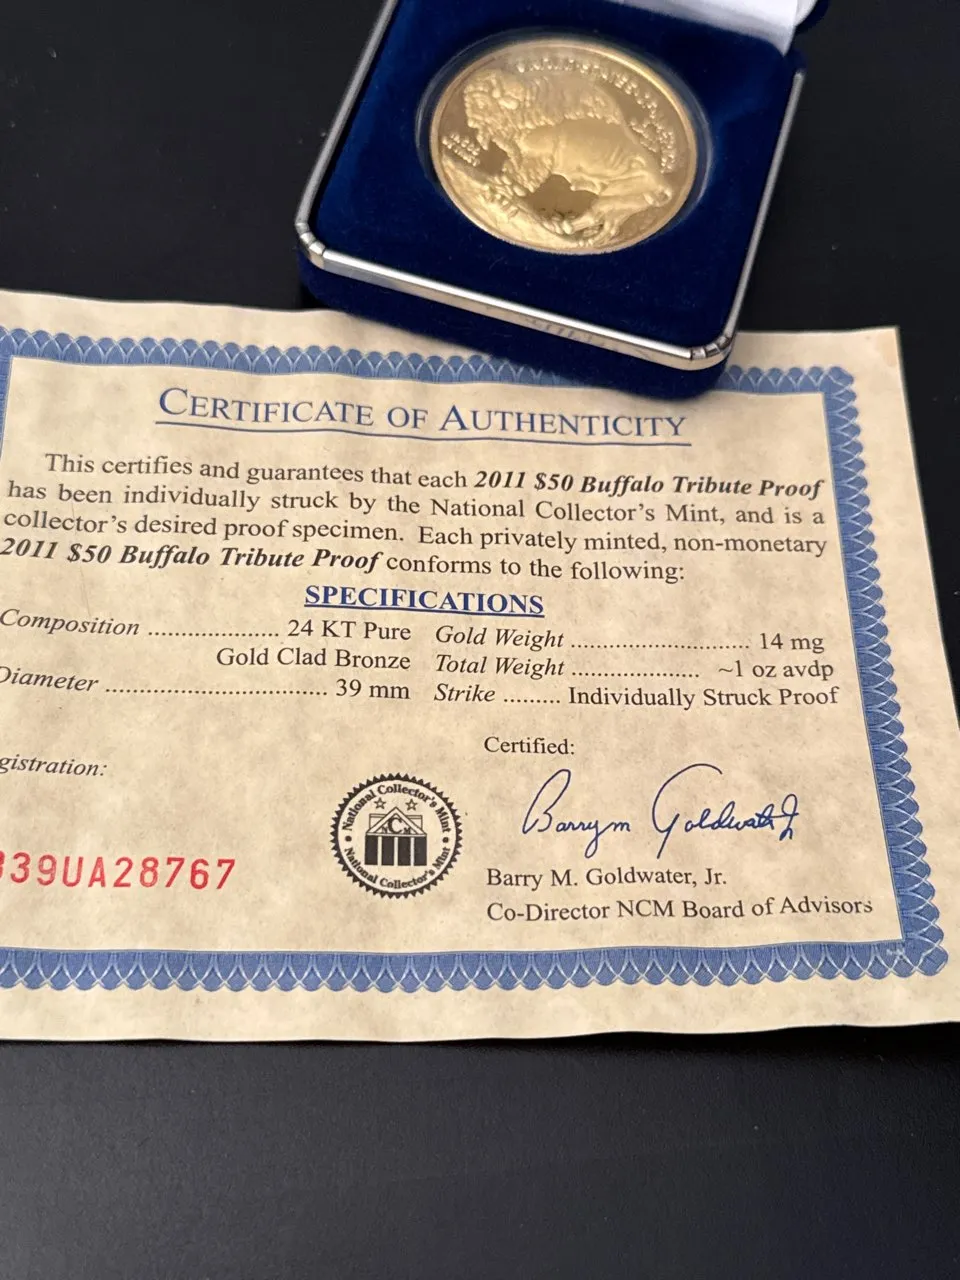 CERTIFICATE OF AUTHENTICITY
This certifies and guarantees that each 2011 $50 Buffalo Tribute Proof
has been individually struck by the National Collector's Mint, and is a
collector's desired proof specimen. Each privately minted, non-monetary
2011 $50 Buffalo Tribute Proof conforms to the following:
SPECIFICATIONS
Composition .................... 24 KT Pure
Gold Clad Bronze
Diameter .................................. 39 mm
Gold Weight ........................... 14 mg
Total Weight ................... ~1 oz avdp
Strike ......... Individually Struck Proof
gistration:
39UA28767
National Collector's Mint
NCM
National Collector's Mint
Certified:
Barry M Goldwater Jr
Barry M. Goldwater, Jr.
Co-Director NCM Board of Advisors